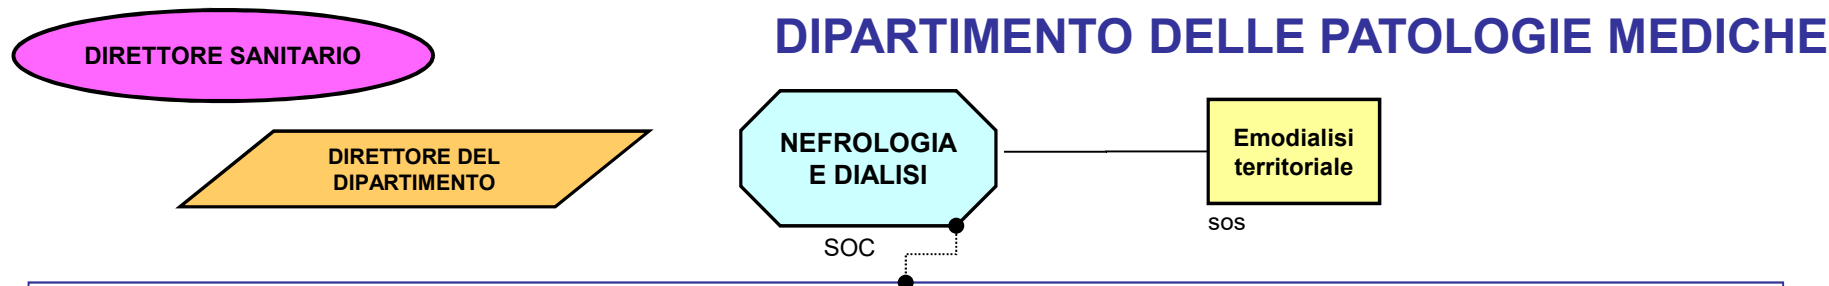 DIPARTIMENTO DELLE PATOLOGIE MEDICHE
DIRETTORE SANITARIO
DIRETTORE DEL
DIPARTIMENTO
NEFROLOGIA
E DIALISI
SOC
Emodialisi
territoriale
SOS